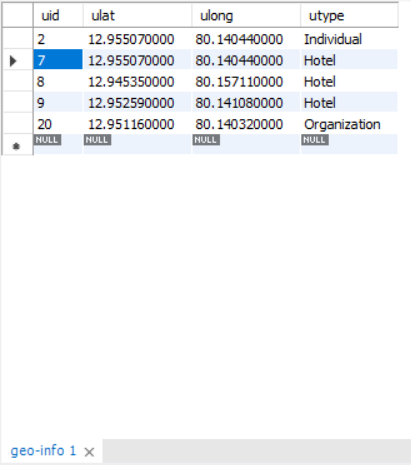 uid ulat ulong utype
2 12.955070000 80.140440000 Individual
7 12.955070000 80.140440000 Hotel
8 12.945350000 80.157110000 Hotel
9 12.952590000 80.141080000 Hotel
20 12.951160000 80.140320000 Organization
NULL NULL NULL NULL
geo-info 1